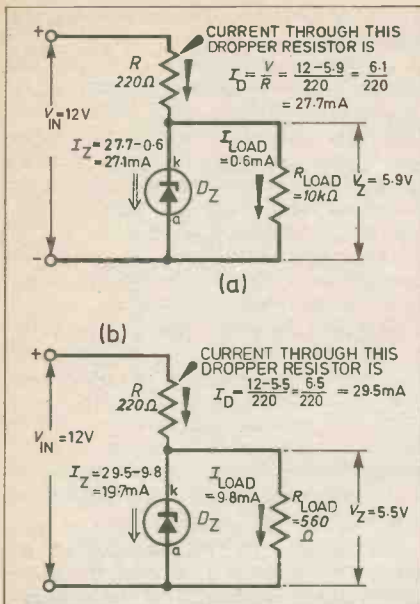 CURRENT THROUGH THIS
DROPPER RESISTOR IS
I_D = V/R = 12-5.9/220 = 6.1/220
= 27.7mA
+
R
220Ω
V_IN = 12V
I_Z = 27.7-0.6
= 27.1mA
k
D_Z
a
I_LOAD
=0.6mA
R_LOAD
=10kΩ
V_Z = 5.9V
-
(a)
(b)
CURRENT THROUGH THIS
DROPPER RESISTOR IS
I_D = 12-5.5/220 = 6.5/220 = 29.5mA
+
R
220Ω
V_IN = 12V
I_Z = 29.5-9.8
= 19.7mA
k
D_Z
a
I_LOAD
=9.8mA
R_LOAD
=560
Ω
V_Z = 5.5V